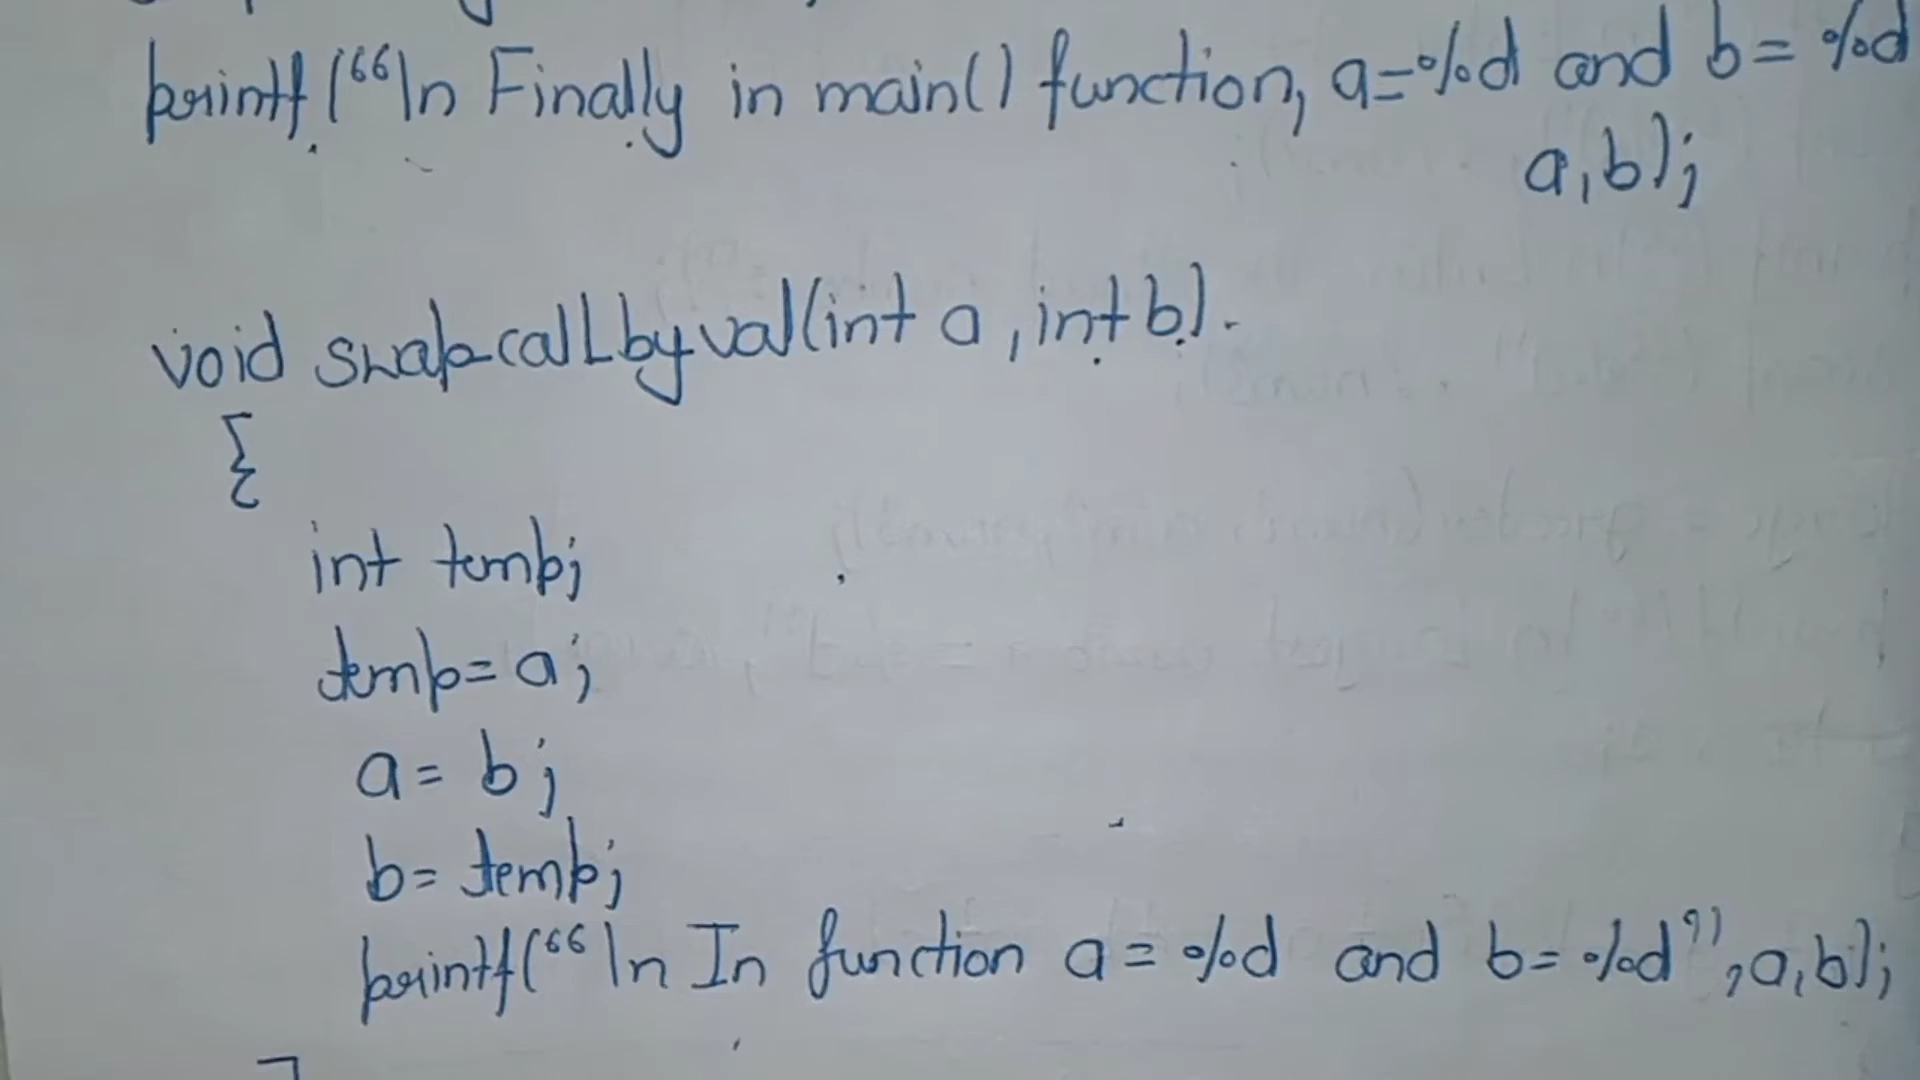 printf (“\n Finally in main() function, a=%d and b= %d
a,b);
void swapcallbyval(int a, int b).
{
int temp;
temp= a;
a= b;
b= temp;
printf(“\n In function a= %d and b= %d”,a,b);